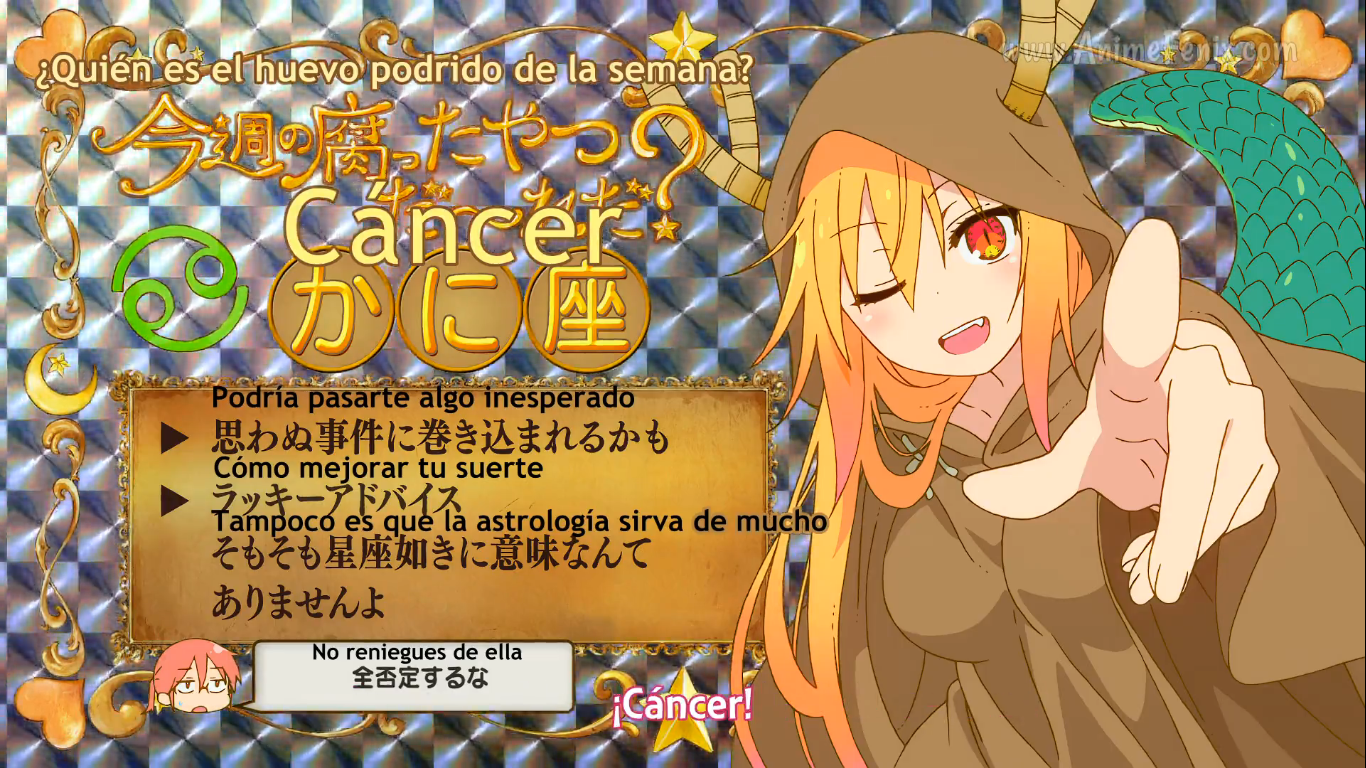 www.AnimeFenix.com
¿Quién es el huevo podrido de la semana?
今週の腐ったやつ
Cáncer
かに座
Podría pasarte algo inesperado
▶ 思わぬ事件に巻き込まれるかも
Cómo mejorar tu suerte
▶ ラッキーアドバイス
Tampoco es que la astrología sirva de mucho
そもそも星座如きに意味なんて
ありませんよ
No reniegues de ella
全否定するな
¡Cáncer!